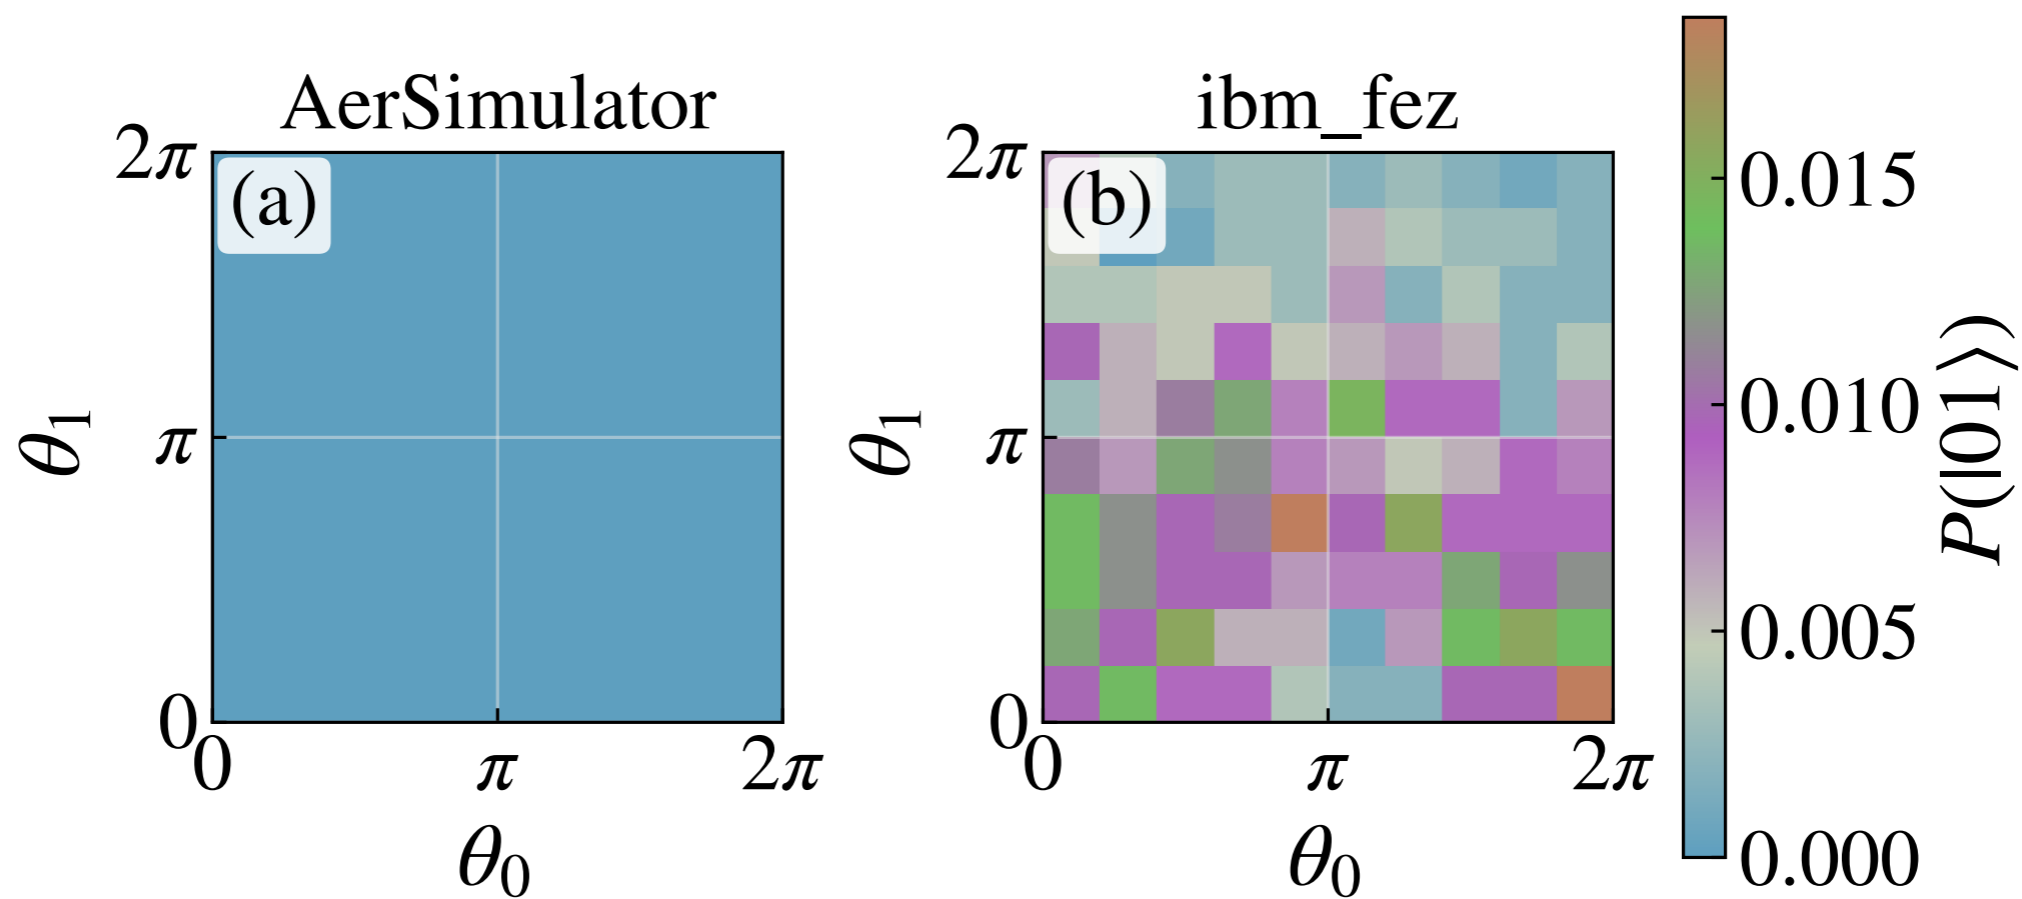 AerSimulator
ibm_fez
(a)
(b)
2π
π
0
θ1
0
π
2π
θ0
2π
π
0
θ1
0
π
2π
θ0
0.015
0.010
0.005
0.000
P(|01⟩)